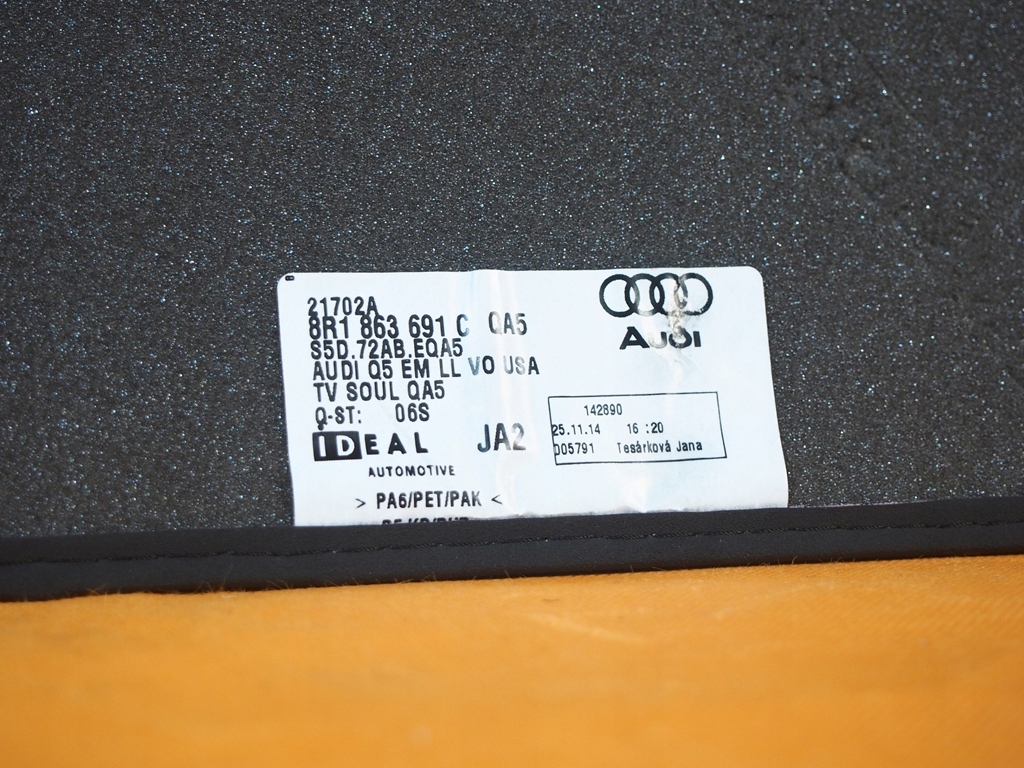 21702A
8R1 863 691 C QA5
S5D.72AB.EQA5
AUDI Q5 EM LL VO USA
TV SOUL QA5
Q-ST: 06S
IDEAL JA2
AUTOMOTIVE
> PA6/PET/PAK <
Audi
142890
25.11.14 16:20
005791 Tesárková Jana